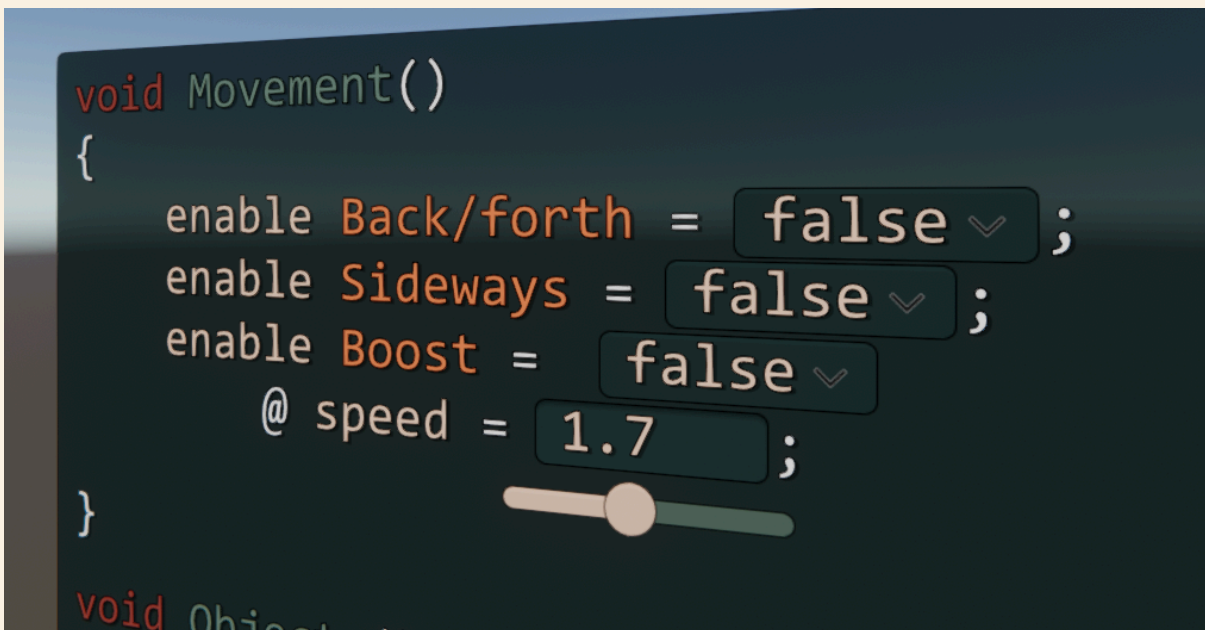 void Movement()
{
enable Back/forth = false ;
enable Sideways = false ;
enable Boost = false
@ speed = 1.7 ;
}
void